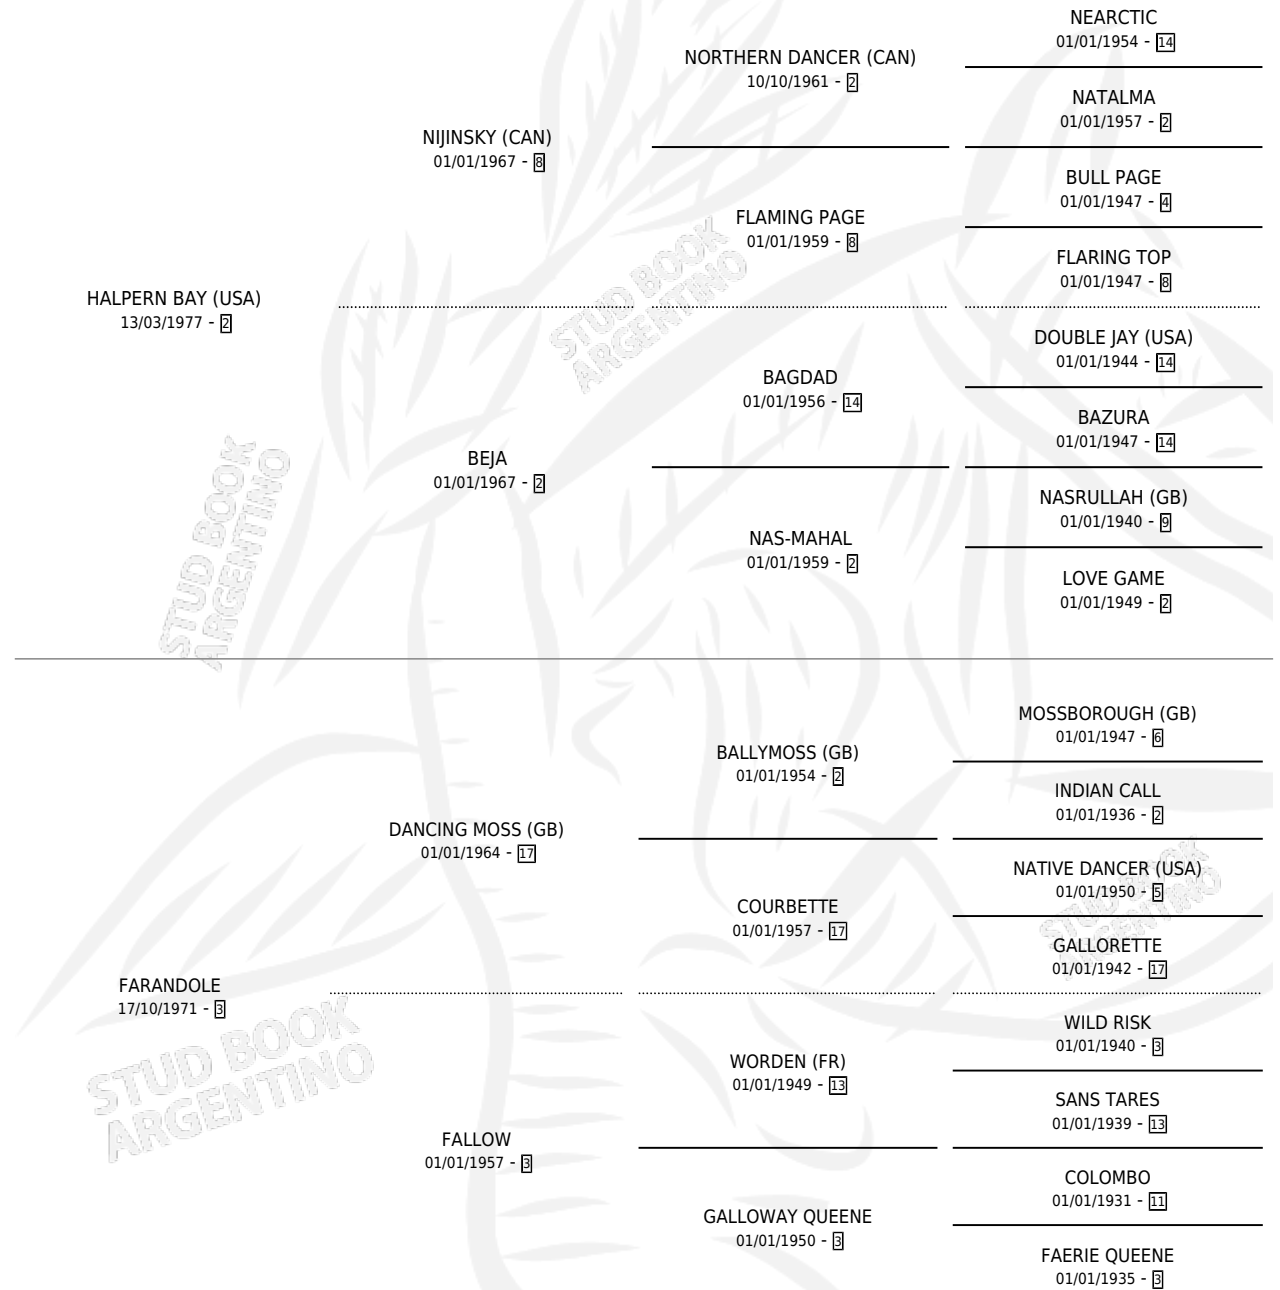 NEARCTIC
01/01/1954 - 14
NORTHERN DANCER (CAN)
10/10/1961 - 2
NATALMA
01/01/1957 - 2
NIJINSKY (CAN)
01/01/1967 - 8
BULL PAGE
01/01/1947 - 4
FLAMING PAGE
01/01/1959 - 8
FLARING TOP
01/01/1947 - 8
HALPERN BAY (USA)
13/03/1977 - 2
DOUBLE JAY (USA)
01/01/1944 - 14
BAGDAD
01/01/1956 - 14
BAZURA
01/01/1947 - 14
BEJA
01/01/1967 - 2
NASRULLAH (GB)
01/01/1940 - 9
NAS-MAHAL
01/01/1959 - 2
LOVE GAME
01/01/1949 - 2
STUD BOOK
ARGENTINO
STUD BOOK
ARGENTINO
MOSSBOROUGH (GB)
01/01/1947 - 6
BALLYMOSS (GB)
01/01/1954 - 2
INDIAN CALL
01/01/1936 - 2
DANCING MOSS (GB)
01/01/1964 - 17
NATIVE DANCER (USA)
01/01/1950 - 5
COURBETTE
01/01/1957 - 17
GALLORETTE
01/01/1942 - 17
FARANDOLE
17/10/1971 - 3
WILD RISK
01/01/1940 - 3
WORDEN (FR)
01/01/1949 - 13
SANS TARES
01/01/1939 - 13
FALLOW
01/01/1957 - 3
COLOMBO
01/01/1931 - 11
GALLOWAY QUEENE
01/01/1950 - 3
FAERIE QUEENE
01/01/1935 - 3
STUD BOOK
ARGENTINO
STUD BOOK
ARGENTINO